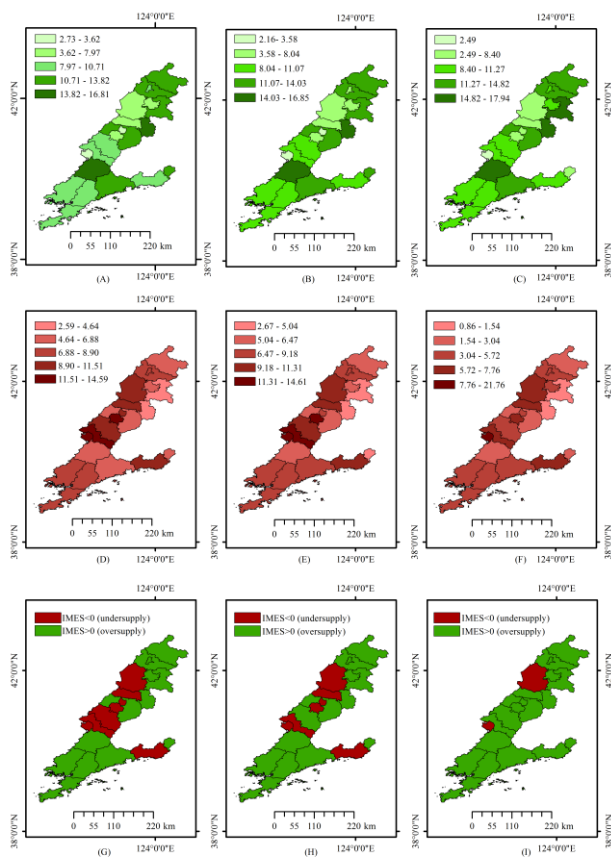 124°0'0"E
124°0'0"E
124°0'0"E
2.73 - 3.62
3.62 - 7.97
7.97 - 10.71
10.71 - 13.82
13.82 - 16.81
2.16- 3.58
3.58 - 8.04
8.04 - 11.07
11.07- 14.03
14.03 - 16.85
2.49
2.49 - 8.40
8.40 - 11.27
11.27 - 14.82
14.82 - 17.94
42°0'0"N
42°0'0"N
42°0'0"N
0 55 110 220 km
0 55 110 220 km
0 55 110 220 km
38°0'0"N
38°0'0"N
38°0'0"N
124°0'0"E
124°0'0"E
124°0'0"E
(A)
(B)
(C)
2.59 - 4.64
4.64 - 6.88
6.88 - 8.90
8.90 - 11.51
11.51 - 14.59
2.67 - 5.04
5.04 - 6.47
6.47 - 9.18
9.18 - 11.31
11.31 - 14.61
0.86 - 1.54
1.54 - 3.04
3.04 - 5.72
5.72 - 7.76
7.76 - 21.76
42°0'0"N
42°0'0"N
42°0'0"N
0 55 110 220 km
0 55 110 220 km
0 55 110 220 km
38°0'0"N
38°0'0"N
38°0'0"N
124°0'0"E
124°0'0"E
124°0'0"E
(D)
(E)
(F)
IMES<0 (undersupply)
IMES>0 (oversupply)
IMES<0 (undersupply)
IMES>0 (oversupply)
IMES<0 (undersupply)
IMES>0 (oversupply)
42°0'0"N
42°0'0"N
42°0'0"N
0 55 110 220 km
0 55 110 220 km
0 55 110 220 km
38°0'0"N
38°0'0"N
38°0'0"N
124°0'0"E
124°0'0"E
124°0'0"E
(G)
(H)
(I)